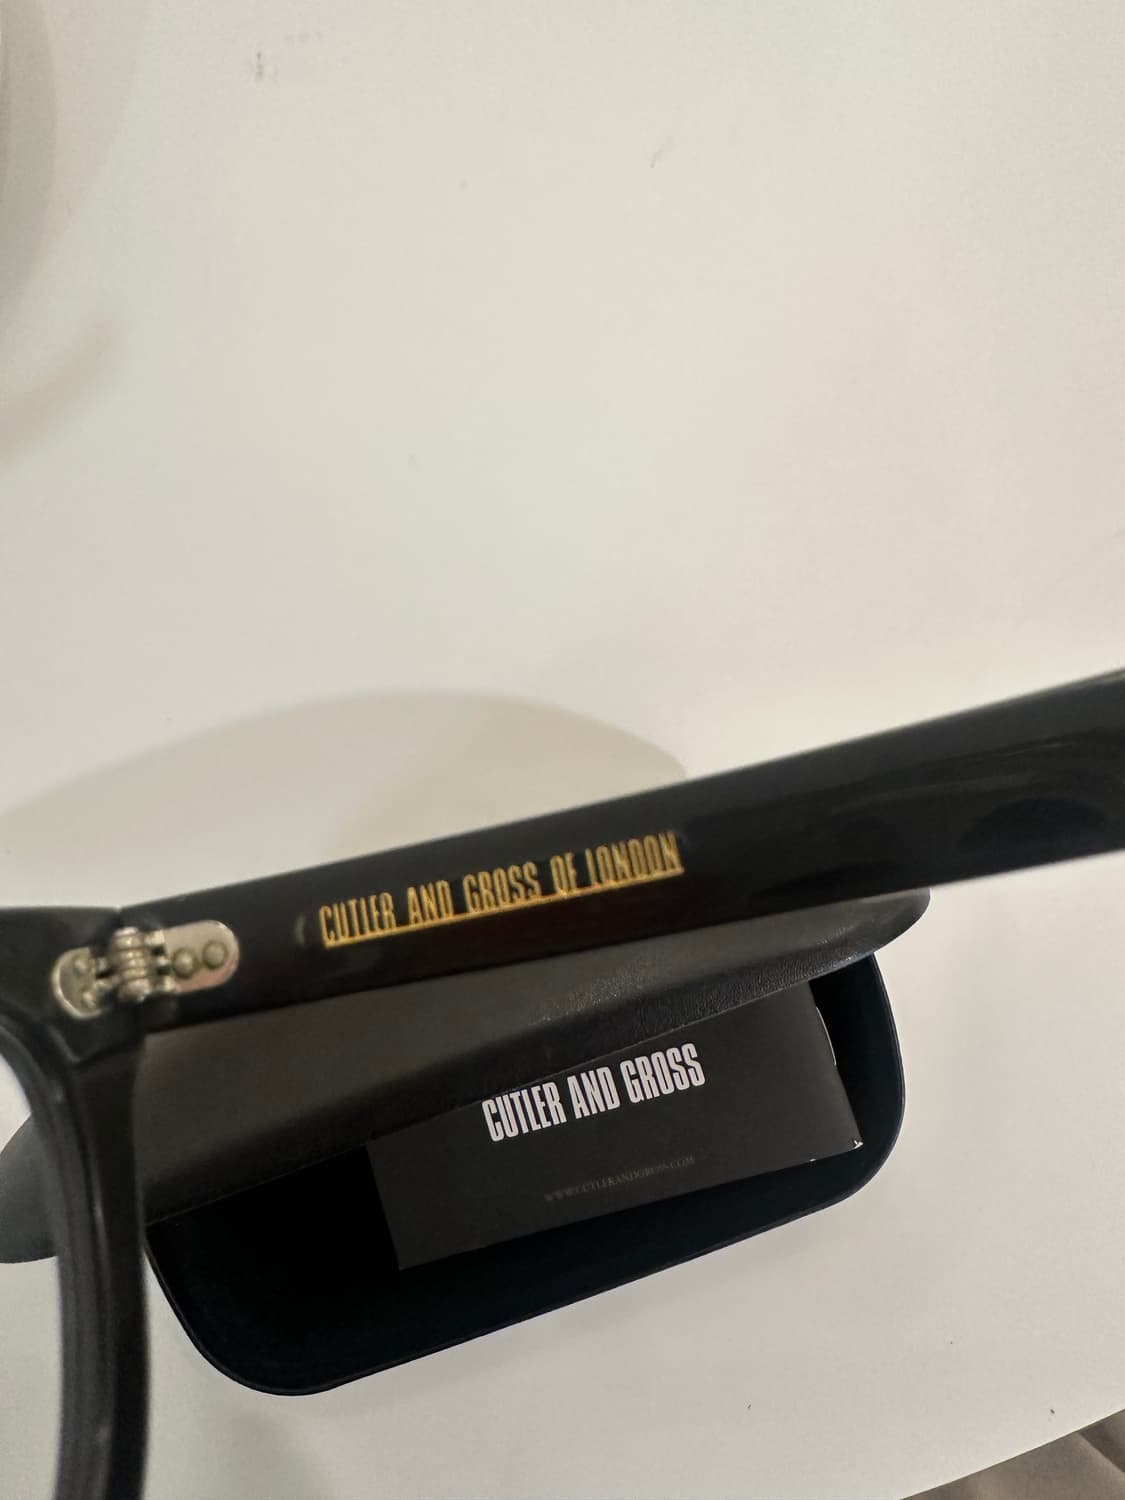 CUTLER AND GROSS OF LONDON
CUTLER AND GROSS
WWW.CUTLERANDGROSS.COM